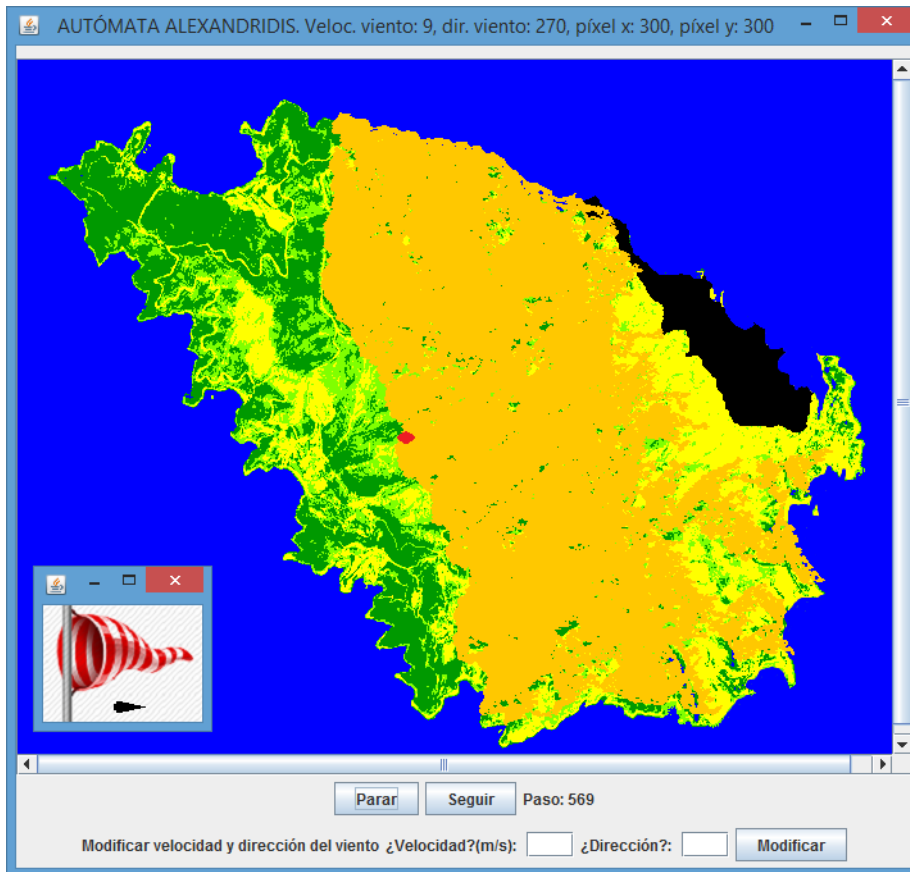 AUTÓMATA ALEXANDRIDIS. Veloc. viento: 9, dir. viento: 270, píxel x: 300, píxel y: 300
Parar Seguir Paso: 569
Modificar velocidad y dirección del viento ¿Velocidad?(m/s): ¿Dirección?: Modificar